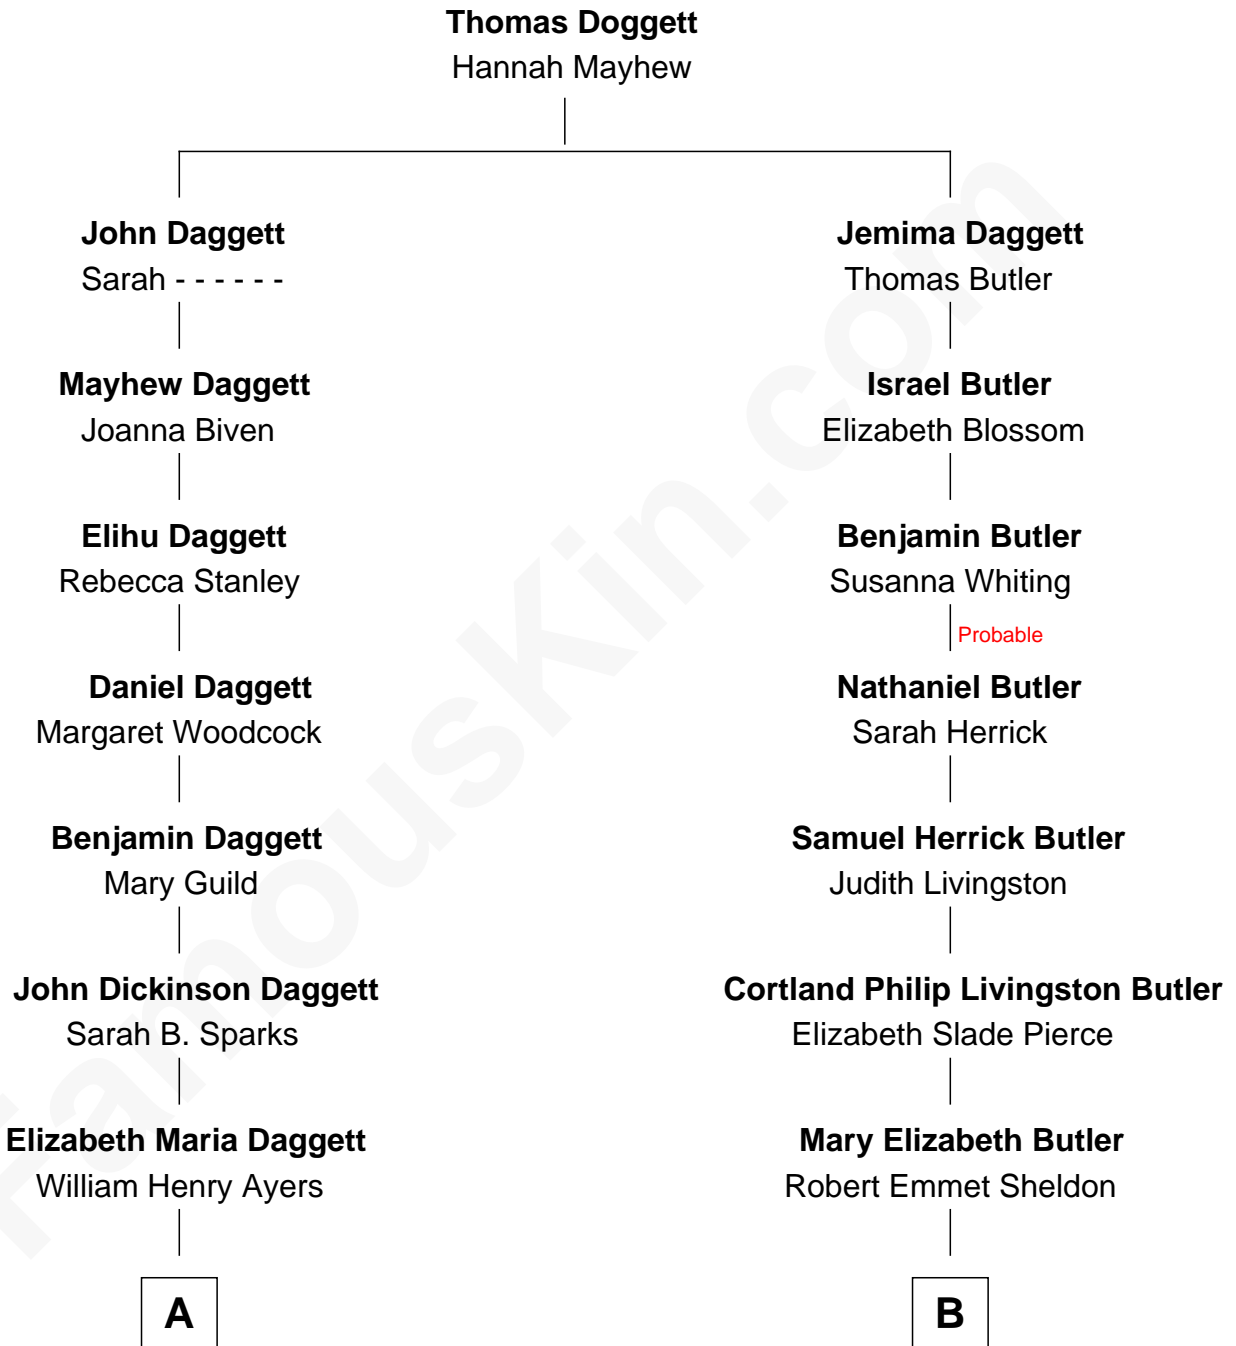 Thomas Doggett
Hannah Mayhew
John Daggett
Sarah - - - - - -
Mayhew Daggett
Joanna Biven
Elihu Daggett
Rebecca Stanley
Daniel Daggett
Margaret Woodcock
Benjamin Daggett
Mary Guild
John Dickinson Daggett
Sarah B. Sparks
Elizabeth Maria Daggett
William Henry Ayers
A
Jemima Daggett
Thomas Butler
Israel Butler
Elizabeth Blossom
Benjamin Butler
Susanna Whiting
Probable
Nathaniel Butler
Sarah Herrick
Samuel Herrick Butler
Judith Livingston
Cortland Philip Livingston Butler
Elizabeth Slade Pierce
Mary Elizabeth Butler
Robert Emmet Sheldon
B
FamousKin.com